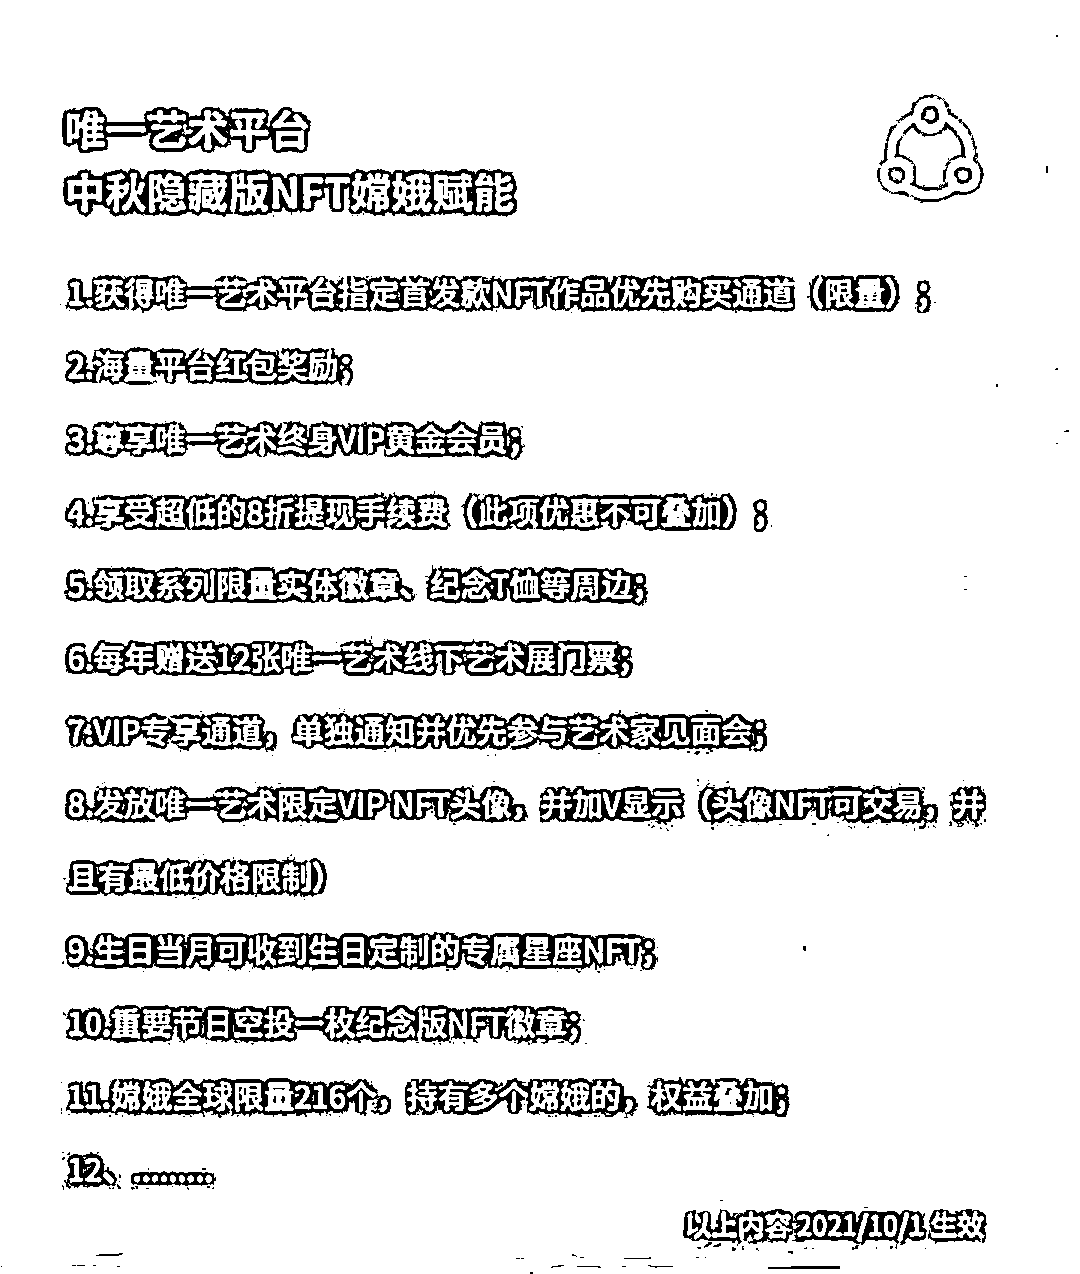 唯一艺术平台
中秋隐藏版NFT嫦娥赋能
1.获得唯一艺术平台指定首发款NFT作品优先购买通道（限量）；
2.海量平台红包奖励；
3.尊享唯一艺术终身VIP黄金会员；
4.享受超低的8折提现手续费（此项优惠不可叠加）；
5.领取系列限量实体徽章、纪念T恤等周边；
6.每年赠送12张唯一艺术线下艺术展门票；
7.VIP专享通道，单独通知并优先参与艺术家见面会；
8.发放唯一艺术限定VIP NFT头像，并加V显示（头像NFT可交易，并
且有最低价格限制）
9.生日当月可收到生日定制的专属星座NFT；
10.重要节日空投一枚纪念版NFT徽章；
11.嫦娥全球限量216个，持有多个嫦娥的，权益叠加；
12、………
以上内容2021/10/1生效